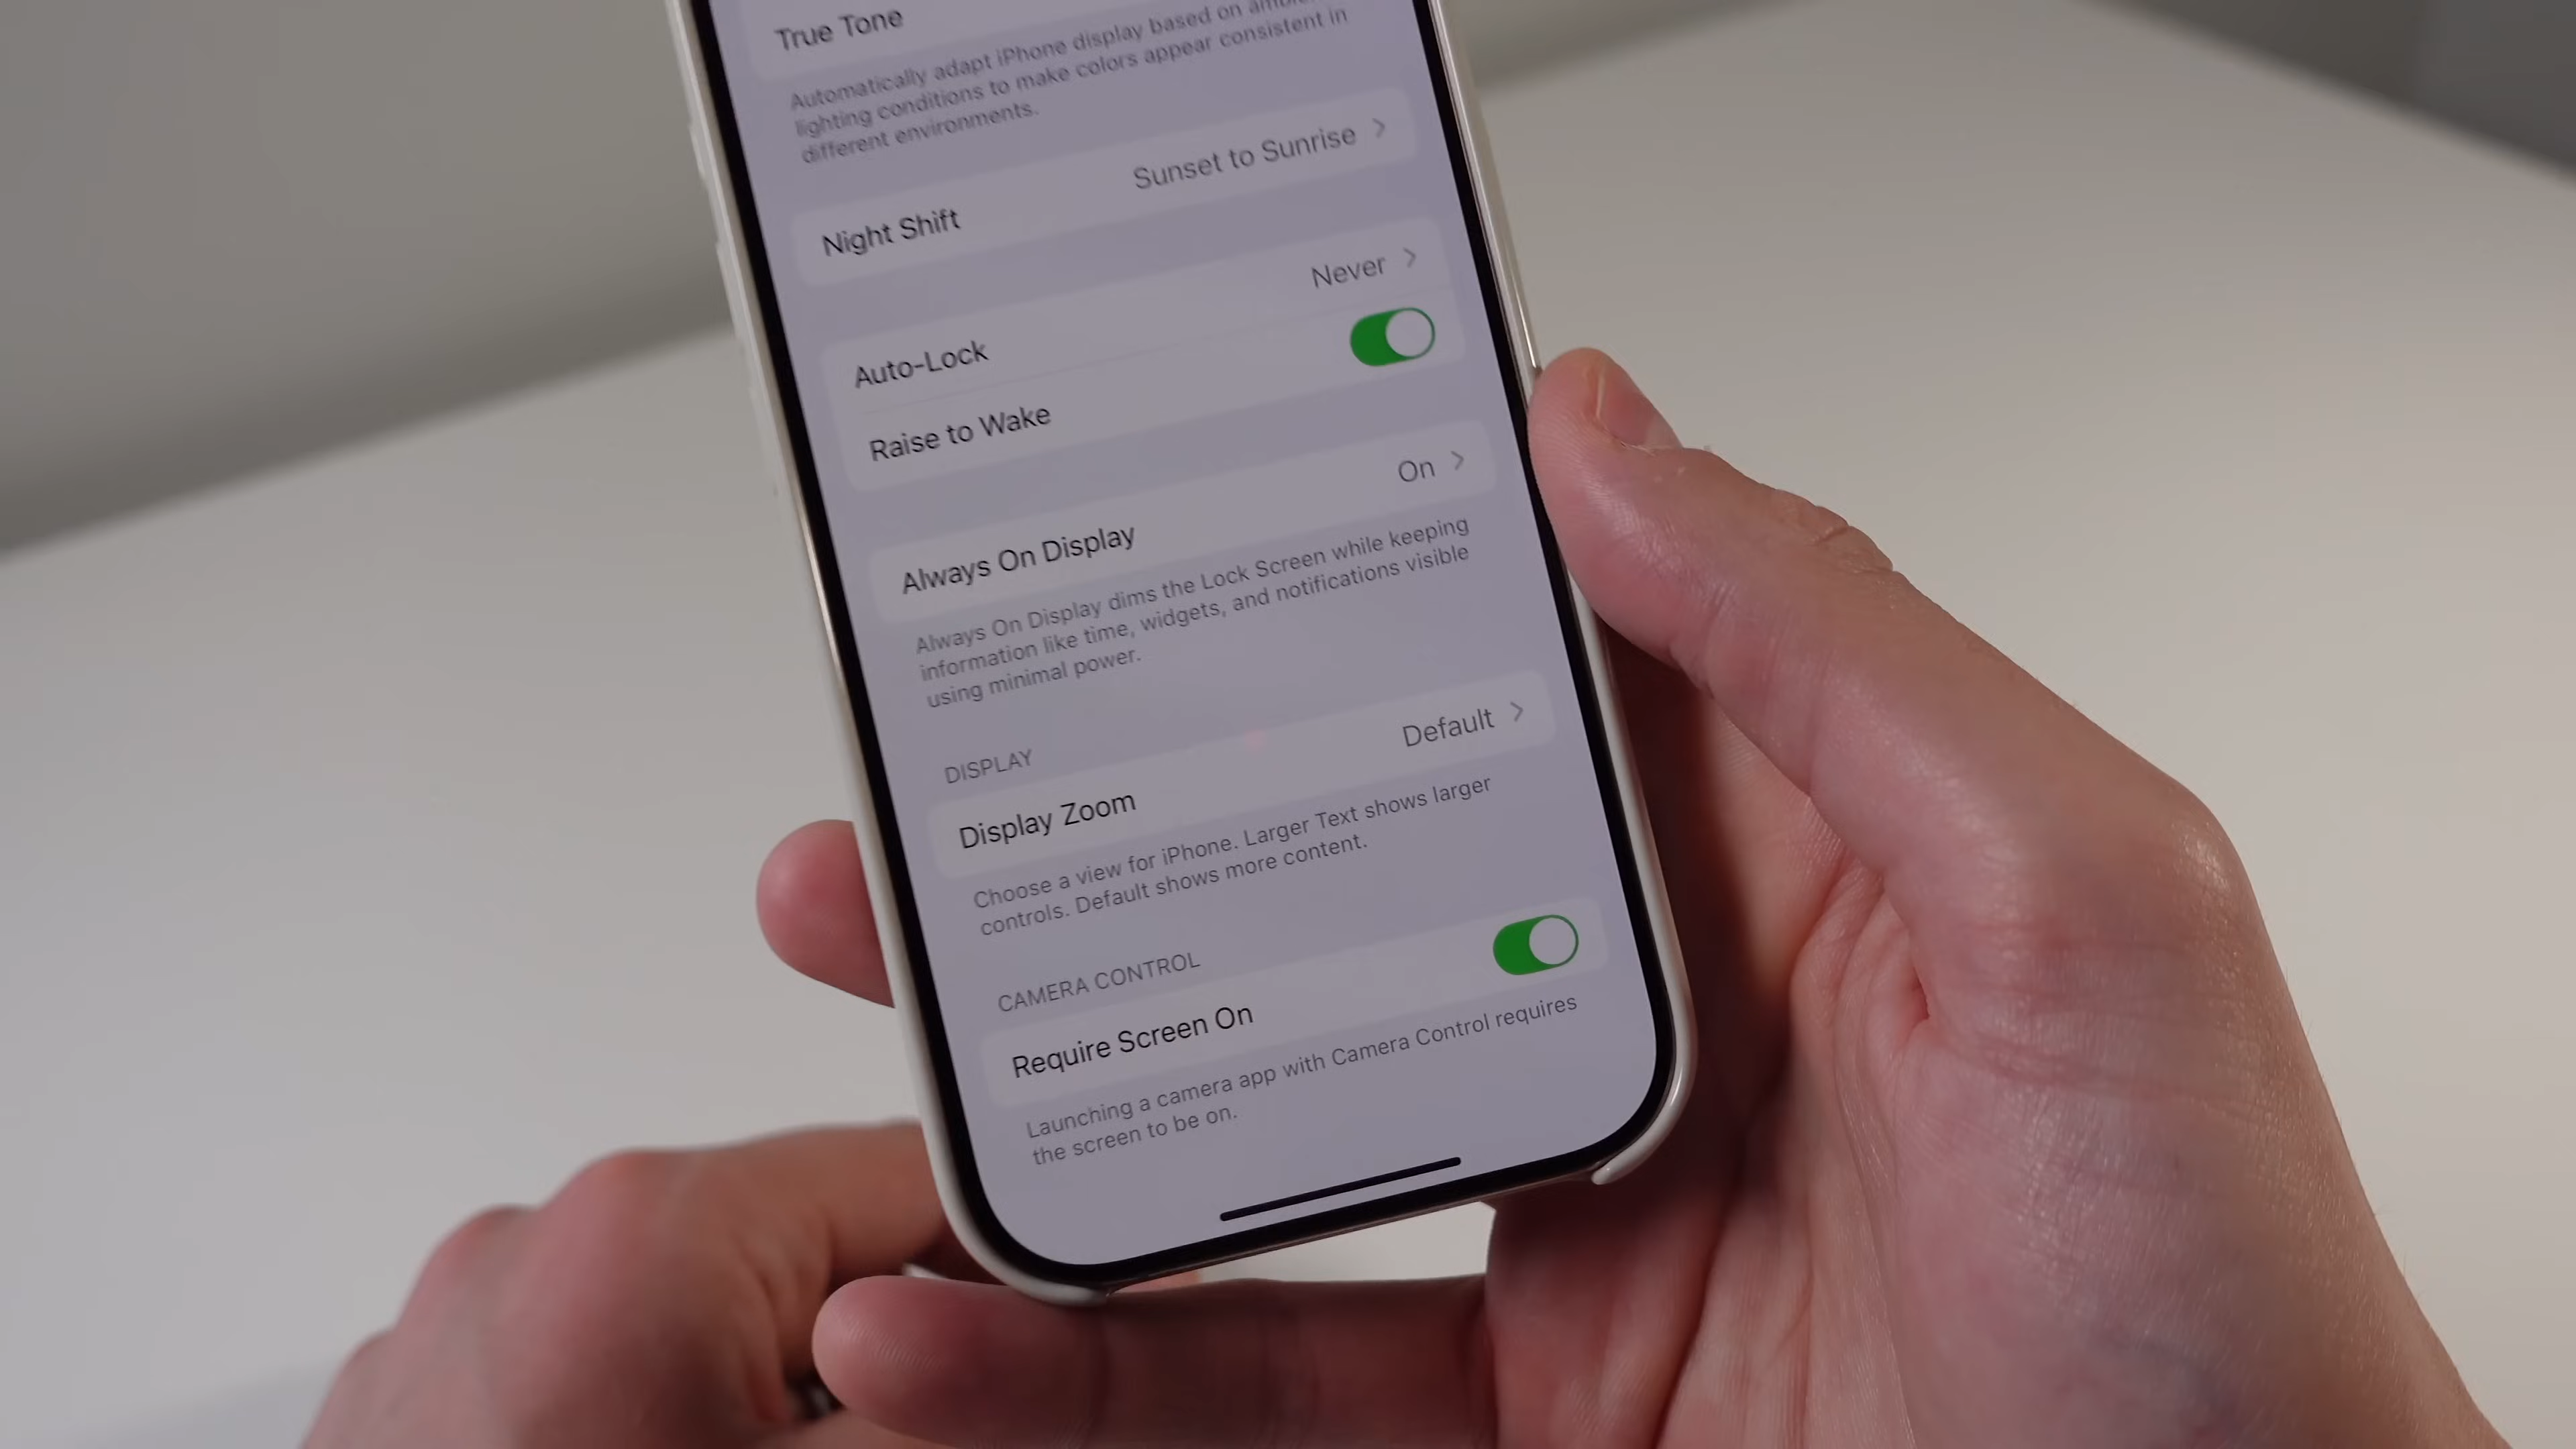 True Tone
Automatically adapt iPhone display based on
lighting conditions to make colors appear consistent in
different environments.
Night Shift
Sunset to Sunrise
Auto-Lock
Never
Raise to Wake
Always On Display
On
Always On Display dims the Lock Screen while keeping
information like time, widgets, and notifications visible
using minimal power.
DISPLAY
Display Zoom
Default
Choose a view for iPhone. Larger Text shows larger
controls. Default shows more content.
CAMERA CONTROL
Require Screen On
Launching a camera app with Camera Control requires
the screen to be on.